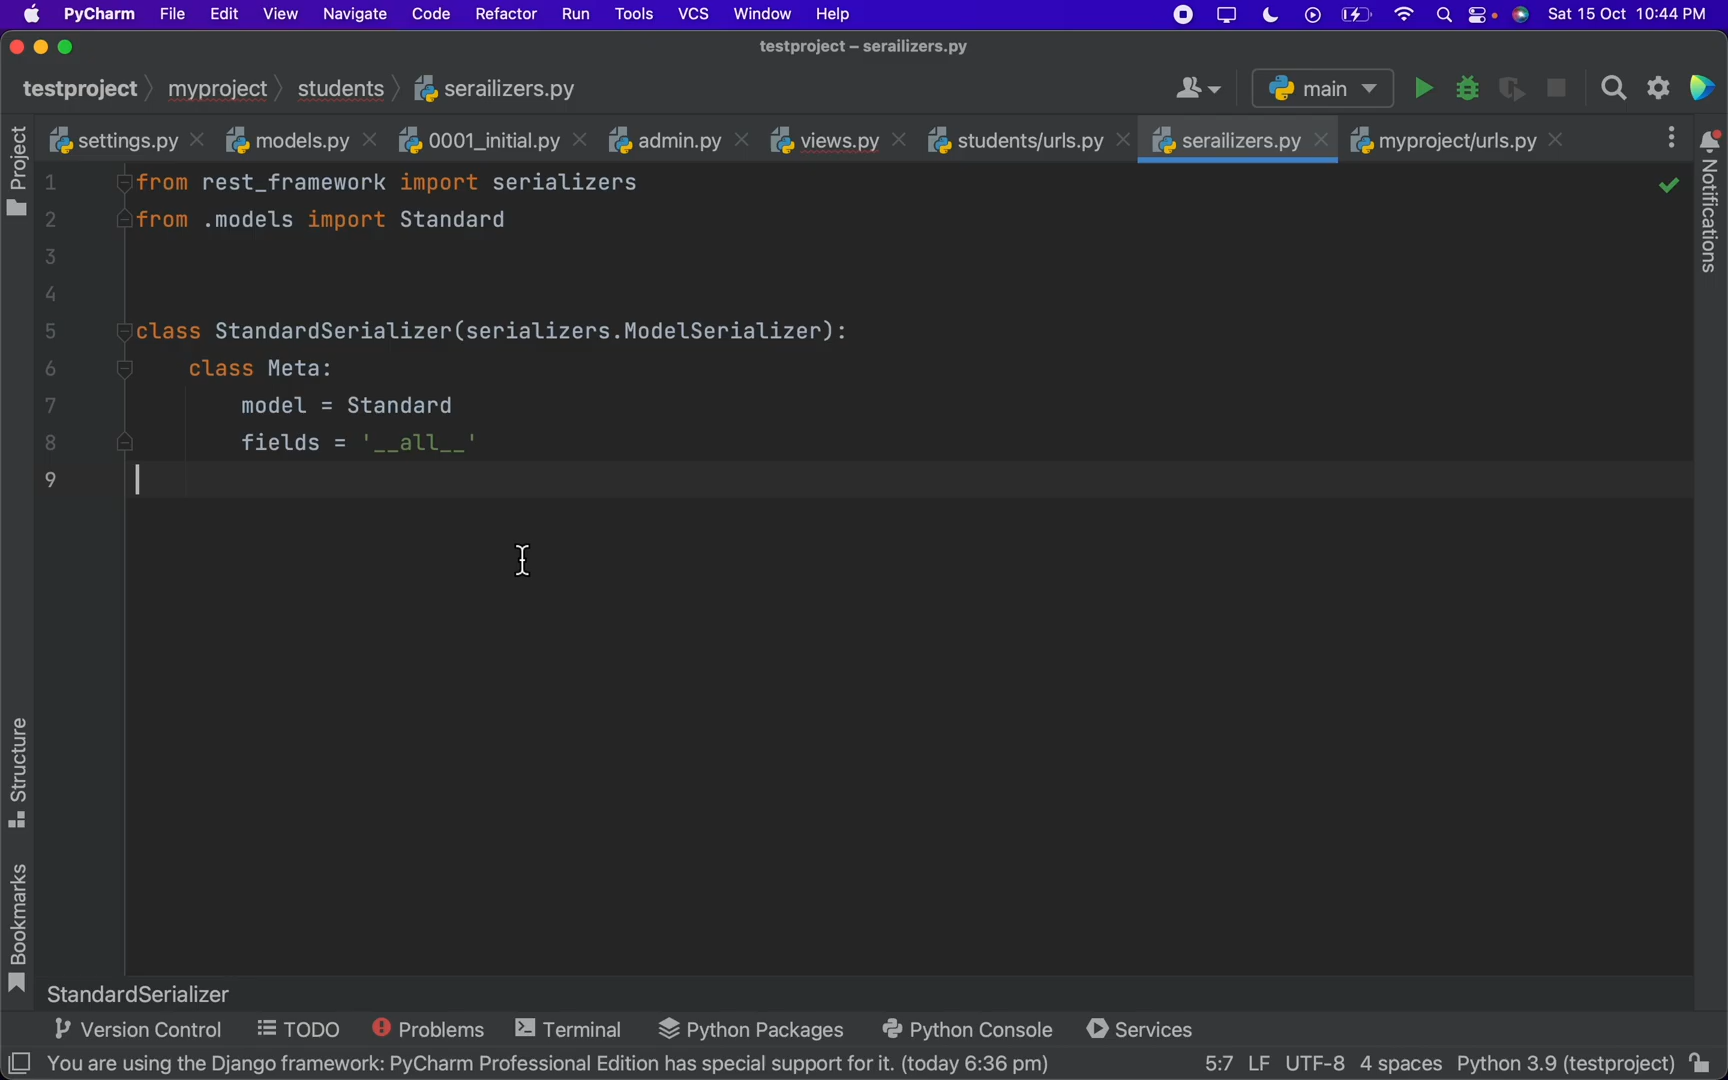 PyCharm File Edit View Navigate Code Refactor Run Tools VCS Window Help Sat 15 Oct 10:44 PM
testproject – serailizers.py
testproject myproject students serailizers.py main
settings.py models.py 0001_initial.py admin.py views.py students/urls.py serailizers.py myproject/urls.py
Project
Notifications
1 from rest_framework import serializers
2 from .models import Standard
3
4
5 class StandardSerializer(serializers.ModelSerializer):
6 class Meta:
7 model = Standard
8 fields = '__all__'
9
Structure
Bookmarks
StandardSerializer
Version Control TODO Problems Terminal Python Packages Python Console Services
You are using the Django framework: PyCharm Professional Edition has special support for it. (today 6:36 pm) 5:7 LF UTF-8 4 spaces Python 3.9 (testproject)